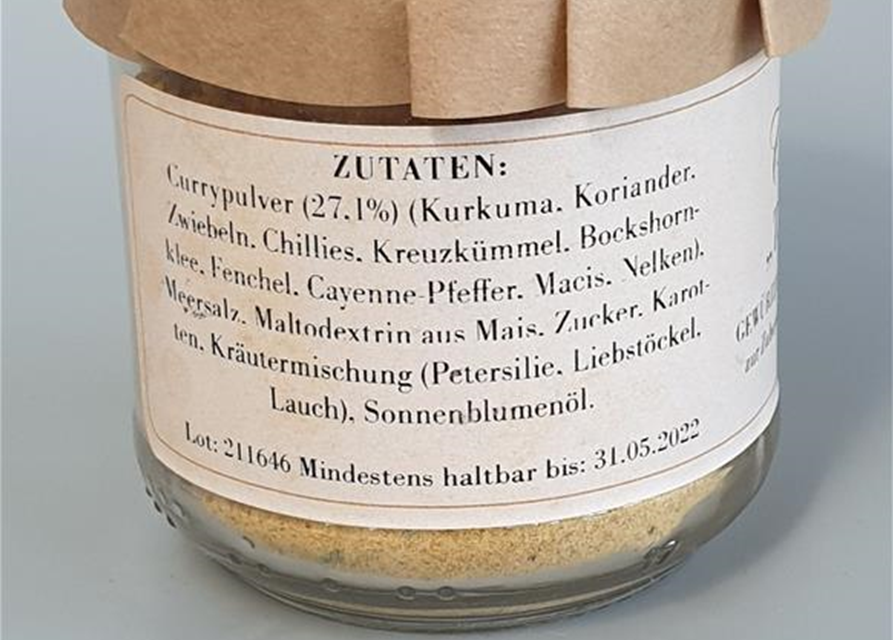 ZUTATEN:
Currypulver (27,1%) (Kurkuma, Koriander,
Zwiebeln, Chillies, Kreuzkümmel, Bockshorn-
klee, Fenchel, Cayenne-Pfeffer, Macis, Nelken),
Meersalz, Maltodextrin aus Mais, Zucker, Karot-
ten, Kräutermischung (Petersilie, Liebstöckel,
Lauch), Sonnenblumenöl.
Lot: 211646 Mindestens haltbar bis: 31.05.2022